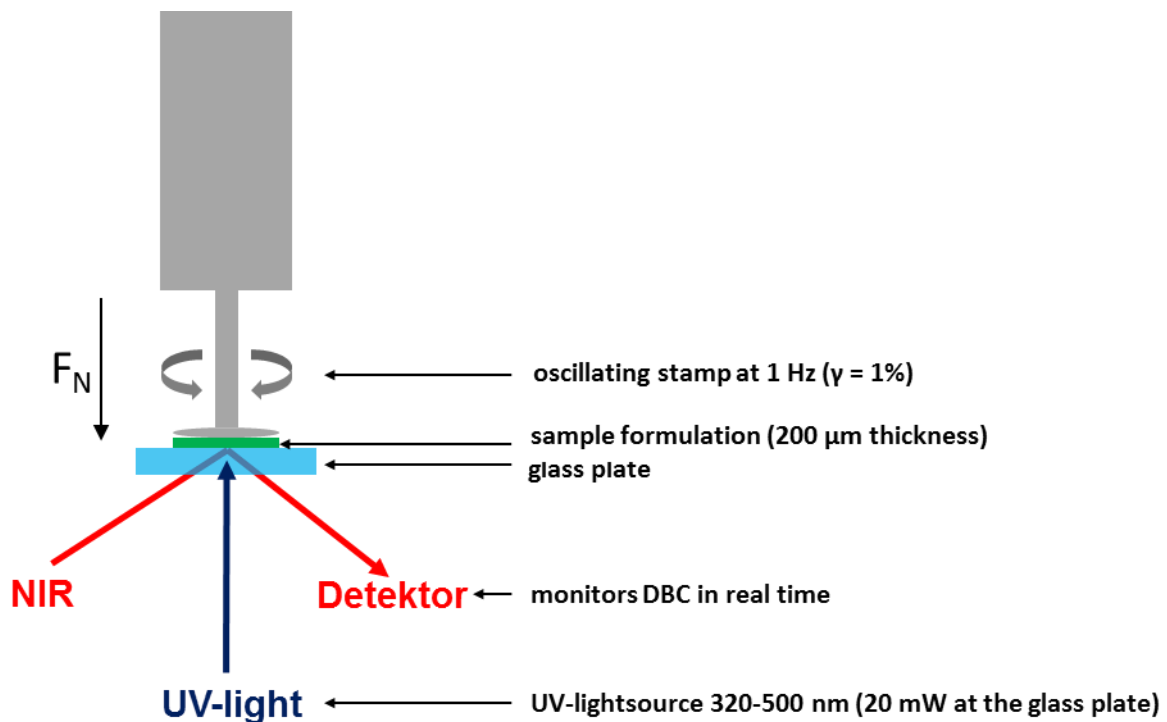 F_N
oscillating stamp at 1 Hz (γ = 1%)
sample formulation (200 µm thickness)
glass plate
NIR
Detektor
monitors DBC in real time
UV-light
UV-lightsource 320-500 nm (20 mW at the glass plate)